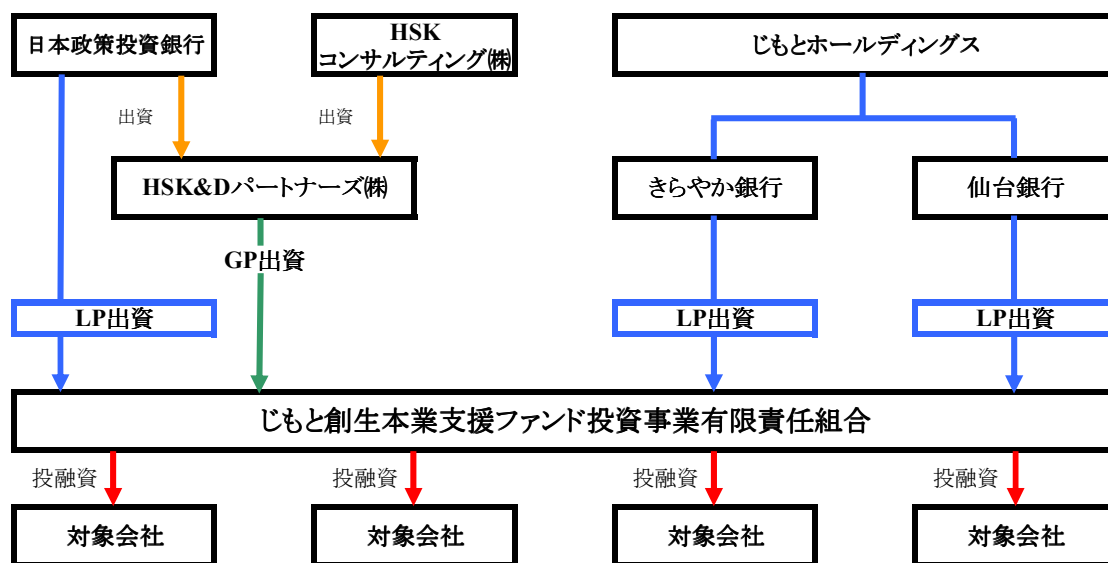 日本政策投資銀行
HSK
コンサルティング㈱
じもとホールディングス
出資
出資
HSK&Dパートナーズ㈱
きらやか銀行
仙台銀行
GP出資
LP出資
LP出資
LP出資
じもと創生本業支援ファンド投資事業有限責任組合
投融資
投融資
投融資
投融資
対象会社
対象会社
対象会社
対象会社